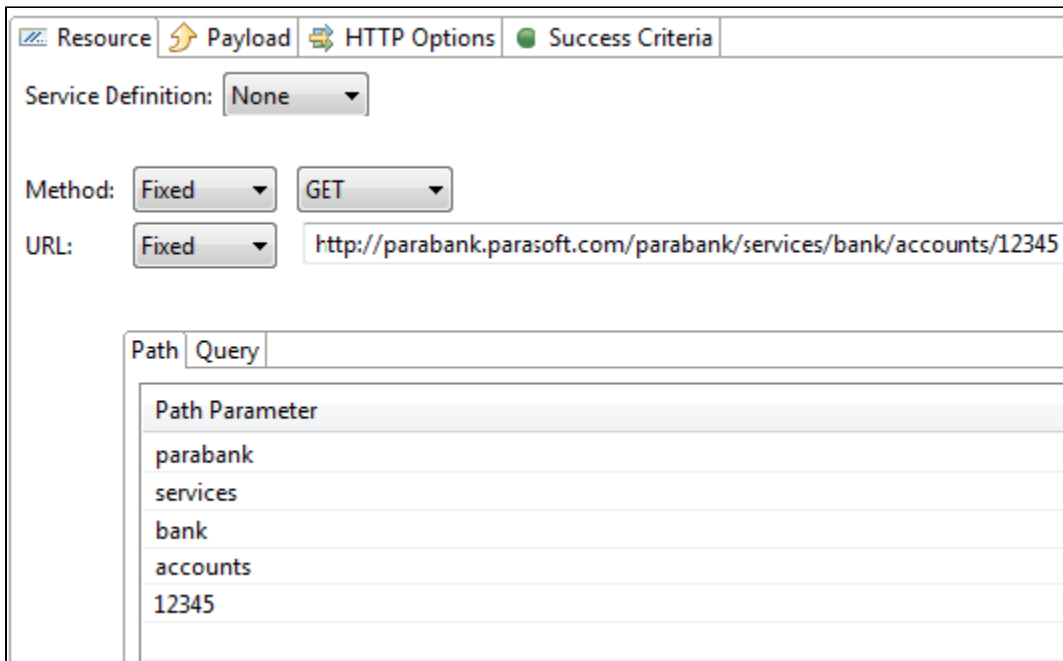 Resource Payload HTTP Options Success Criteria
Service Definition: None
Method: Fixed GET
URL: Fixed http://parabank.parasoft.com/parabank/services/bank/accounts/12345
Path Query
Path Parameter
parabank
services
bank
accounts
12345